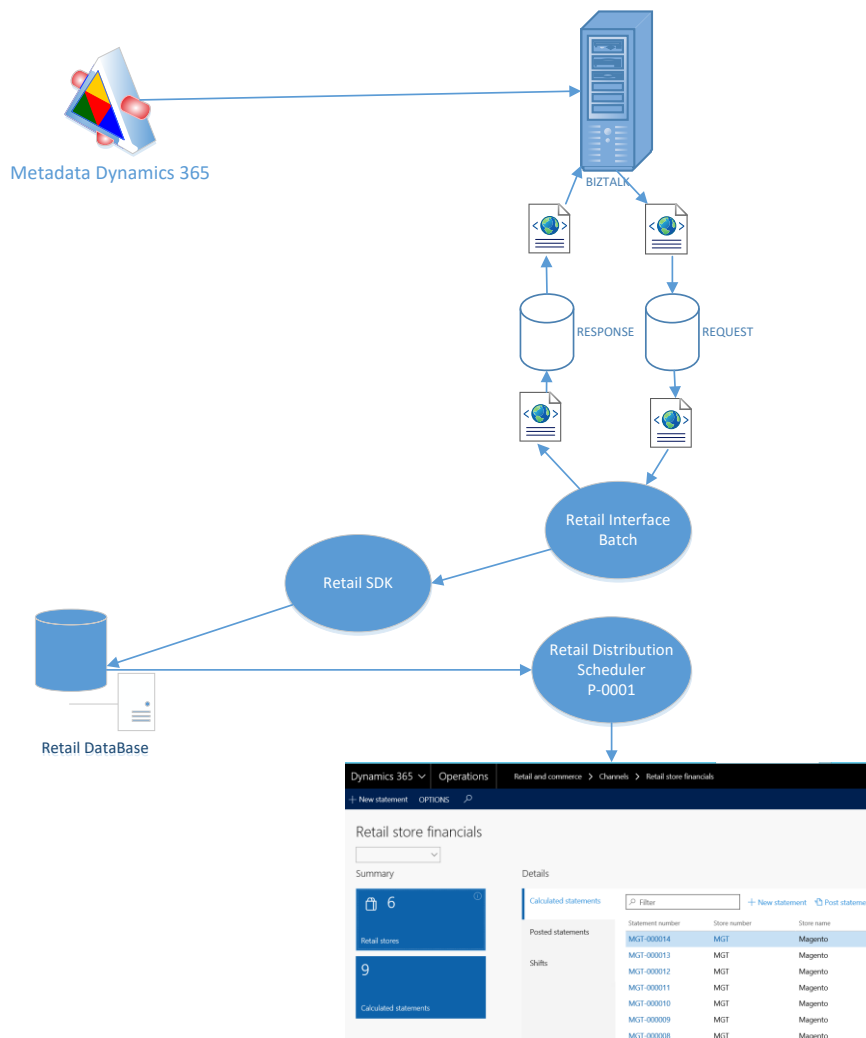 Metadata Dynamics 365
BIZTALK
RESPONSE
REQUEST
Retail Interface
Batch
Retail SDK
Retail Distribution
Scheduler
P-0001
Retail DataBase
Dynamics 365
Operations
Retail and commerce > Channels > Retail store financials
+ New statement OPTIONS
Retail store financials
Summary
Details
6
Retail stores
9
Calculated statements
Calculated statements
Posted statements
Shifts
Filter
+ New statement
Post stateme
Statement number Store number Store name
MGT-000014 MGT Magento
MGT-000013 MGT Magento
MGT-000012 MGT Magento
MGT-000011 MGT Magento
MGT-000010 MGT Magento
MGT-000009 MGT Magento
MGT-000008 MGT Magento